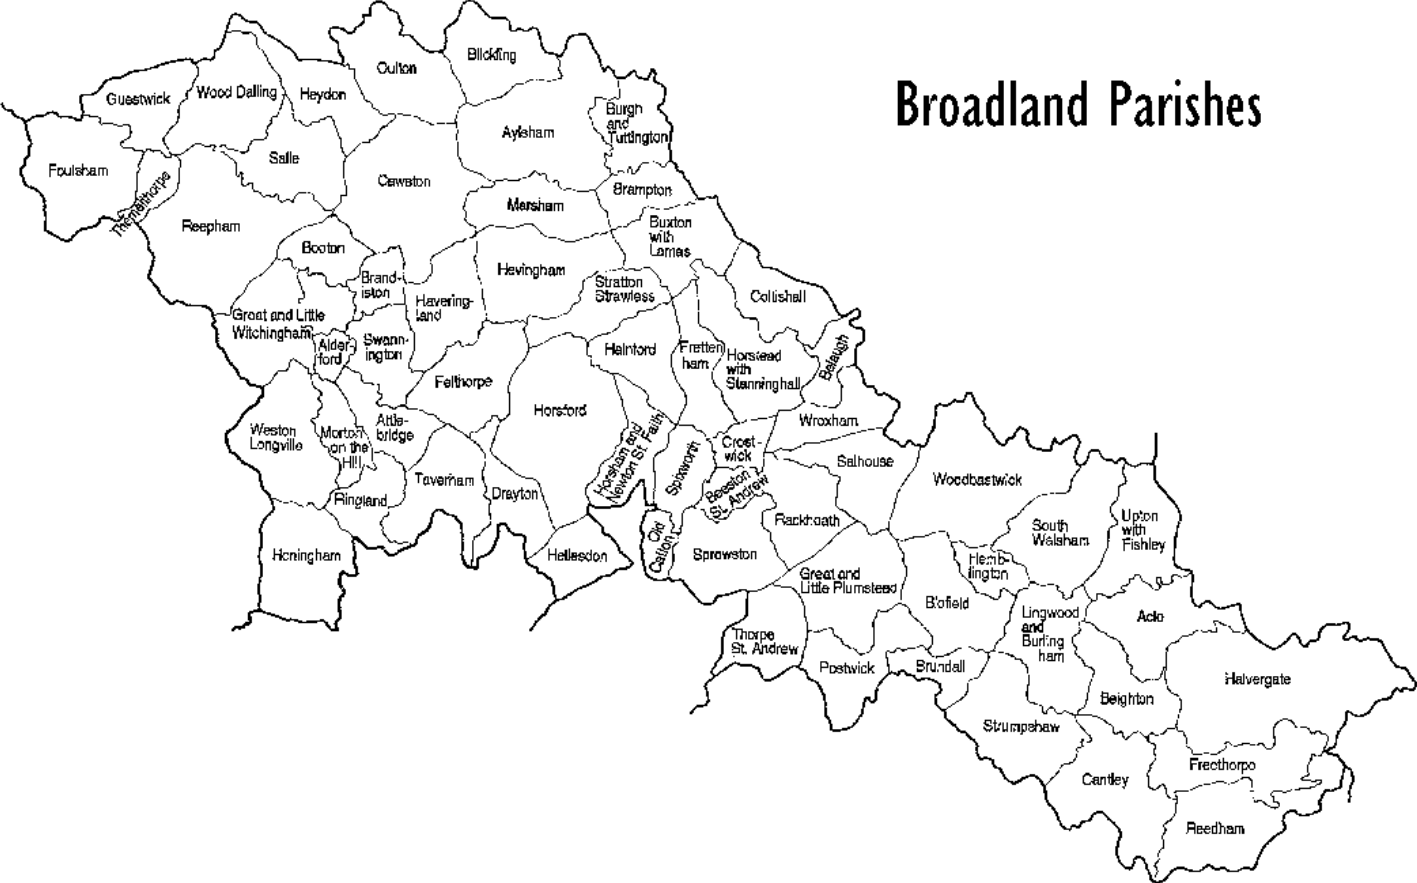 Broadland Parishes
Blickling
Oulton
Guestwick
Wood Dalling
Heydon
Burgh
and
Tuttington
Aylsham
Foulsham
Salle
Themelthorpe
Cawston
Brampton
Marsham
Reepham
Buxton
with
Lamas
Booton
Hevingham
Brand-
iston
Stratton
Strawless
Coltishall
Havering-
land
Great and Little
Witchingham
Alder-
ford
Swann-
ington
Hainford
Fretten
ham
Horstead
with
Stanninghall
Belaugh
Felthorpe
Horsford
Wroxham
Weston
Longville
Morton
on the
Hill
Attle-
bridge
Horsham and
Newton St. Faith
Crost-
wick
Spixworth
Salhouse
Beeston
St. Andrew
Woodbastwick
Taverham
Drayton
Ringland
Rackheath
South
Walsham
Upton
with
Fishley
Old
Catton
Honingham
Hellesdon
Sprowston
Hemb-
lington
Great and
Little Plumstead
Blofield
Lingwood
and
Burling
ham
Acle
Thorpe
St. Andrew
Postwick
Brundall
Halvergate
Beighton
Strumpshaw
Freethorpe
Cantley
Reedham